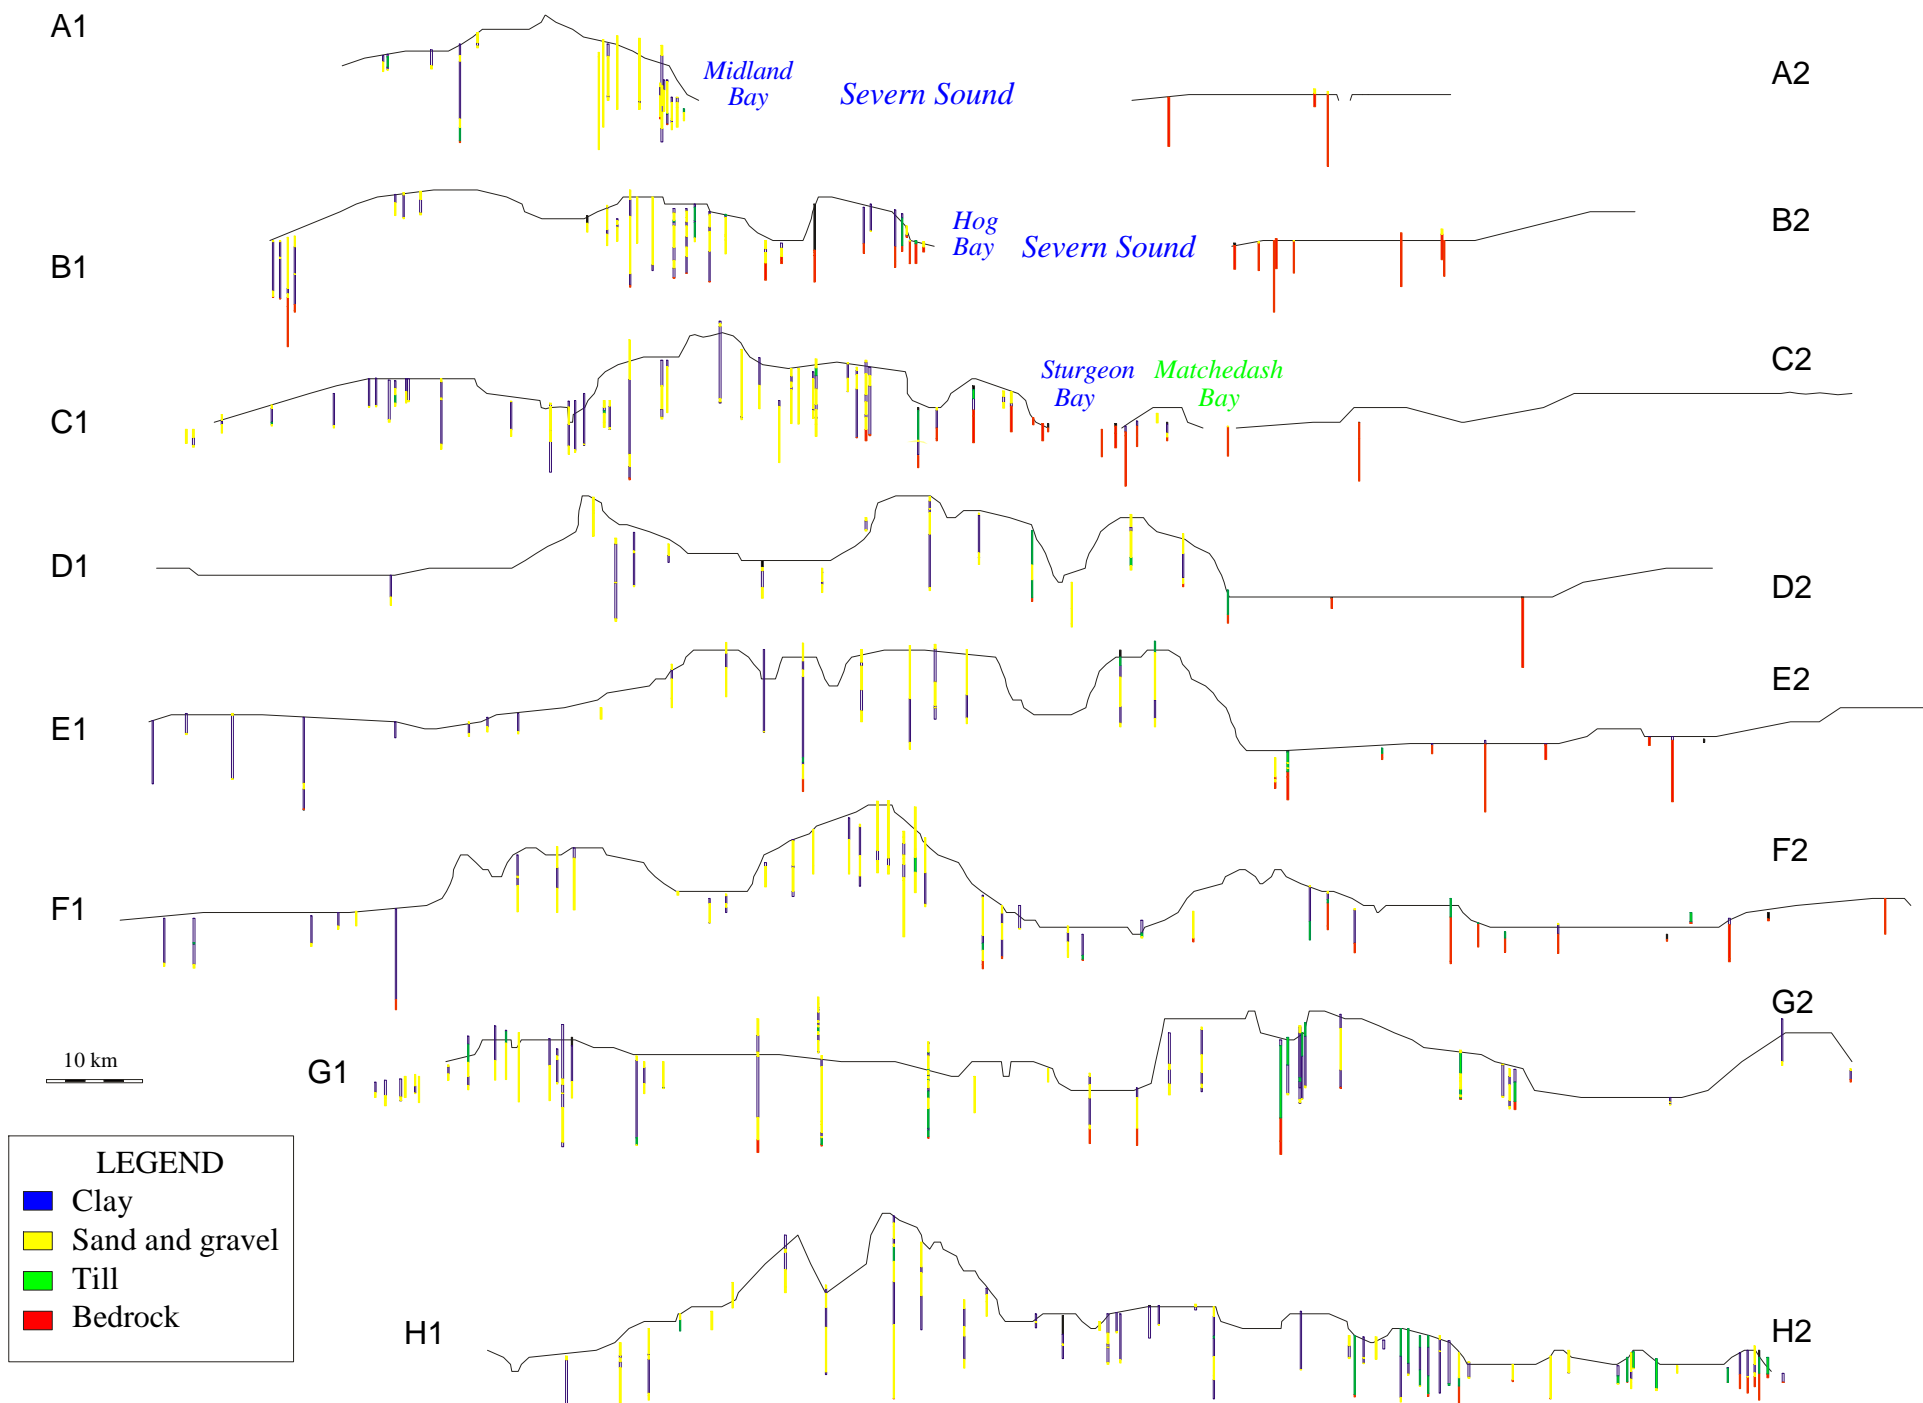 A1
Midland
Bay
Severn Sound
A2
B1
Hog
Bay
Severn Sound
B2
C1
Sturgeon
Bay
Matchedash
Bay
C2
D1
D2
E1
E2
F1
F2
G1
G2
10 km
LEGEND
Clay
Sand and gravel
Till
Bedrock
H1
H2